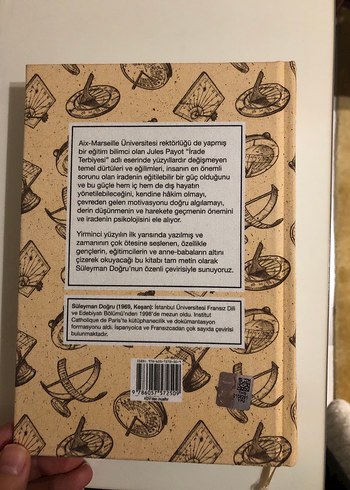 Aix-Marseille Üniversitesi rektörlüğü de yapmış
bir eğitim bilimci olan Jules Payot "İrade
Terbiyesi" adlı eserinde yüzyıllardır değişmeyen
temel dürtüleri ve eğilimleri, insanın en önemli
sorunu olan iradenin eğitilebilir bir güç olduğunu
ve bu güçle hem iç hem de dış hayatın
yönetilebileceğini, kendine hâkim olmayı,
çevreden gelen motivasyonu doğru algılamayı,
derin düşünmenin ve harekete geçmenin önemini
ve iradenin psikolojisini ele alıyor.
Yirminci yüzyılın ilk yarısında yazılmış ve
zamanının çok ötesine seslenen, özellikle
gençlerin, eğitimcilerin ve anne-babaların altını
çizerek okuyacağı bu kitabı tam metin olarak
Süleyman Doğru'nun özenli çevirisiyle sunuyoruz.
Süleyman Doğru (1969, Keşan): İstanbul Üniversitesi Fransız Dili
ve Edebiyatı Bölümü'nden 1998'de mezun oldu. Institut
Catholique de Paris'te kütüphanecilik ve dokümantasyon
formasyonu aldı. İspanyolca ve Fransızcadan çok sayıda çevirisi
bulunmaktadır.
9 786057 572509